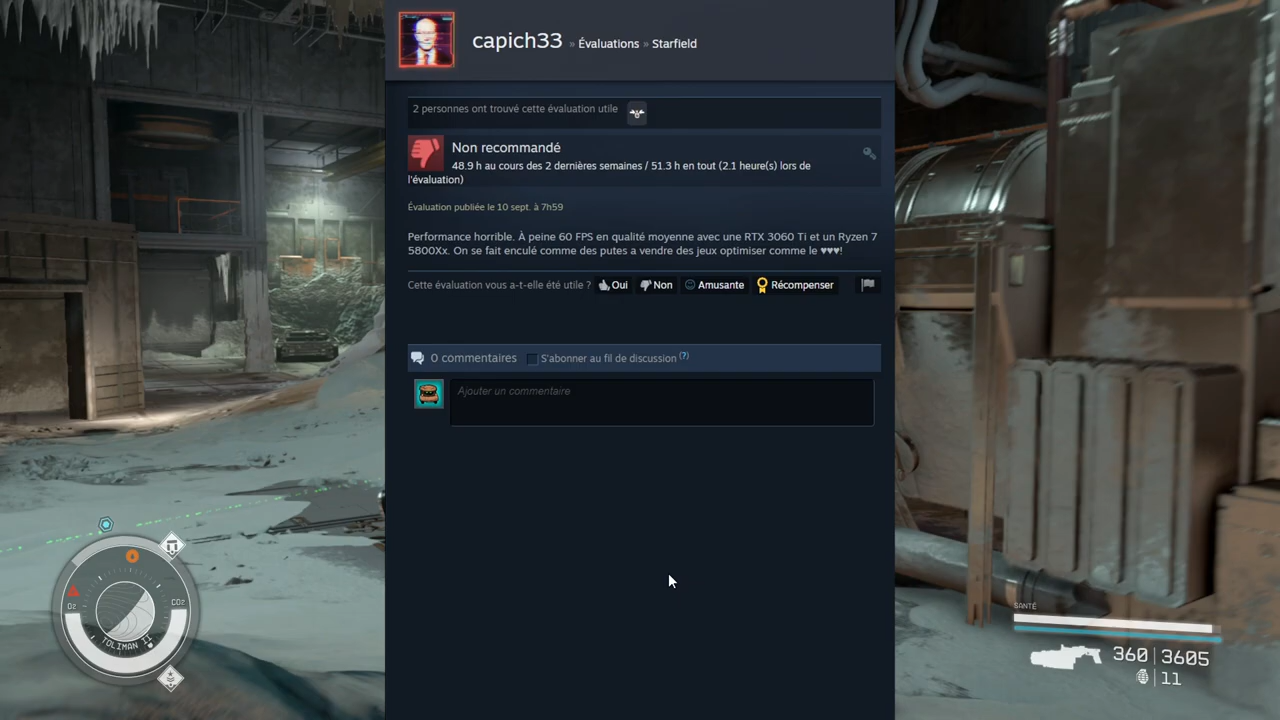 capich33 » Évaluations » Starfield
2 personnes ont trouvé cette évaluation utile
Non recommandé
48.9 h au cours des 2 dernières semaines / 51.3 h en tout (2.1 heure(s) lors de
l'évaluation)
Évaluation publiée le 10 sept. à 7h59
Performance horrible. À peine 60 FPS en qualité moyenne avec une RTX 3060 Ti et un Ryzen 7
5800Xx. On se fait enculé comme des putes a vendre des jeux optimiser comme le ♥♥♥!
Cette évaluation vous a-t-elle été utile ? Oui Non Amusante Récompenser
0 commentaires S'abonner au fil de discussion (?)
Ajouter un commentaire
O2 CO2
TOLIMAN II
SANTÉ
360 | 3605
11